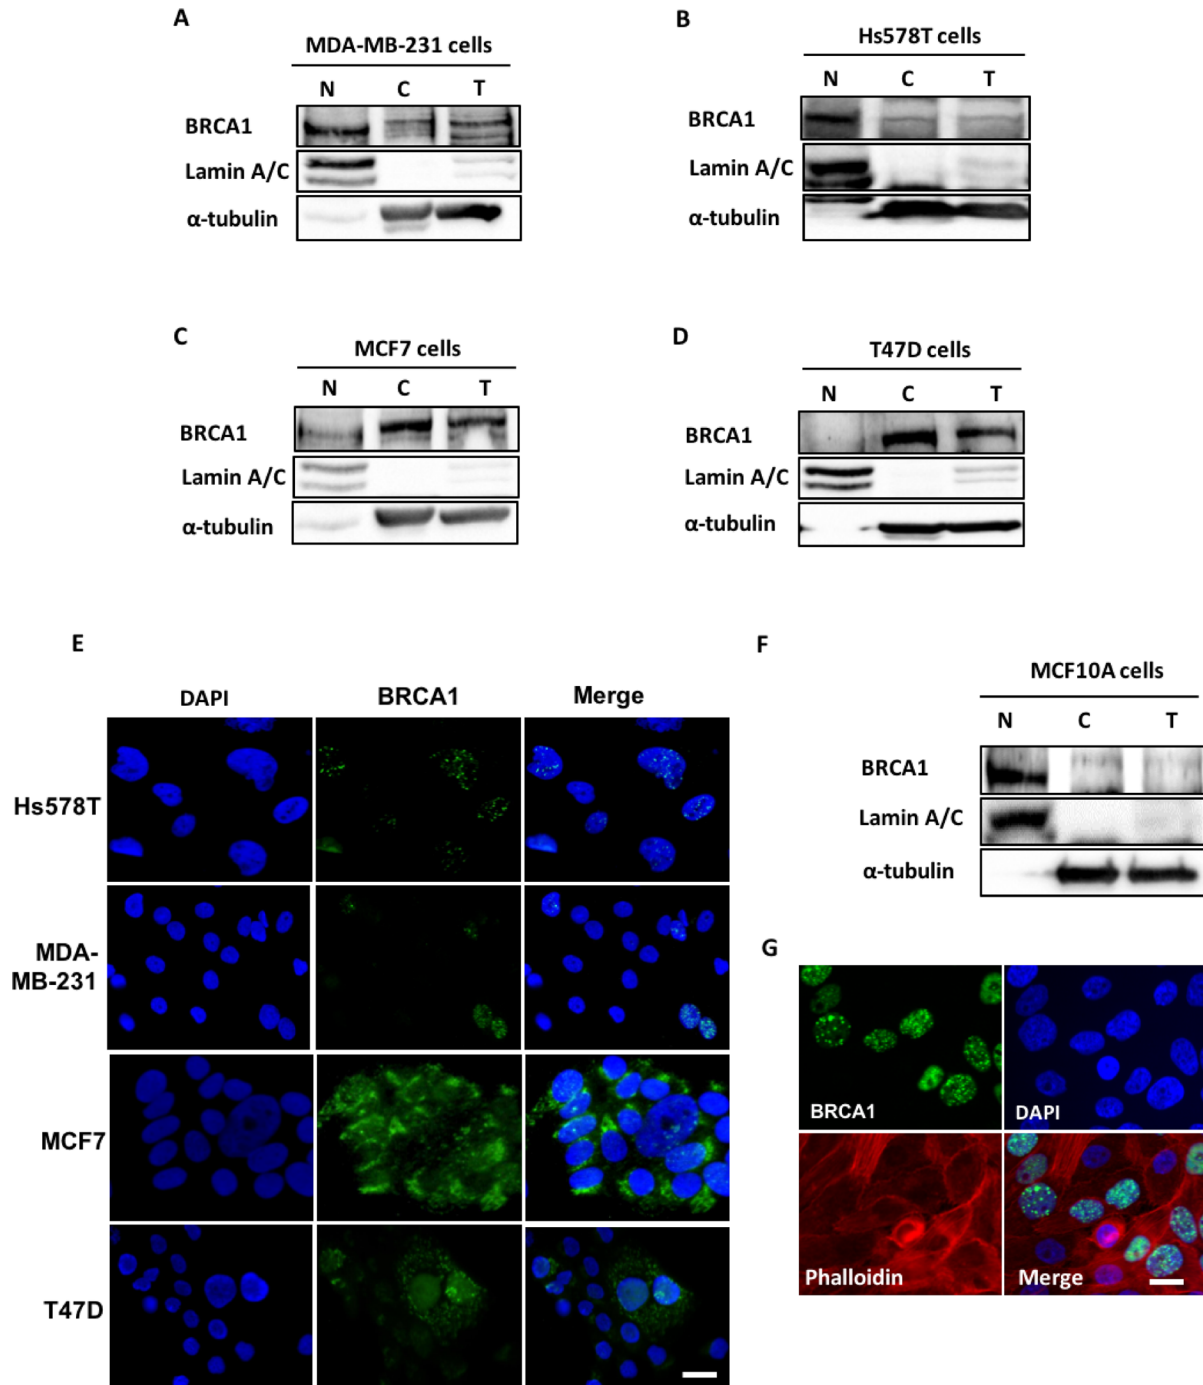 A
MDA-MB-231 cells
N C T
BRCA1
Lamin A/C
α-tubulin
B
Hs578T cells
N C T
BRCA1
Lamin A/C
α-tubulin
C
MCF7 cells
N C T
BRCA1
Lamin A/C
α-tubulin
D
T47D cells
N C T
BRCA1
Lamin A/C
α-tubulin
E
DAPI BRCA1 Merge
Hs578T
MDA-
MB-231
MCF7
T47D
F
MCF10A cells
N C T
BRCA1
Lamin A/C
α-tubulin
G
BRCA1 DAPI
Phalloidin Merge